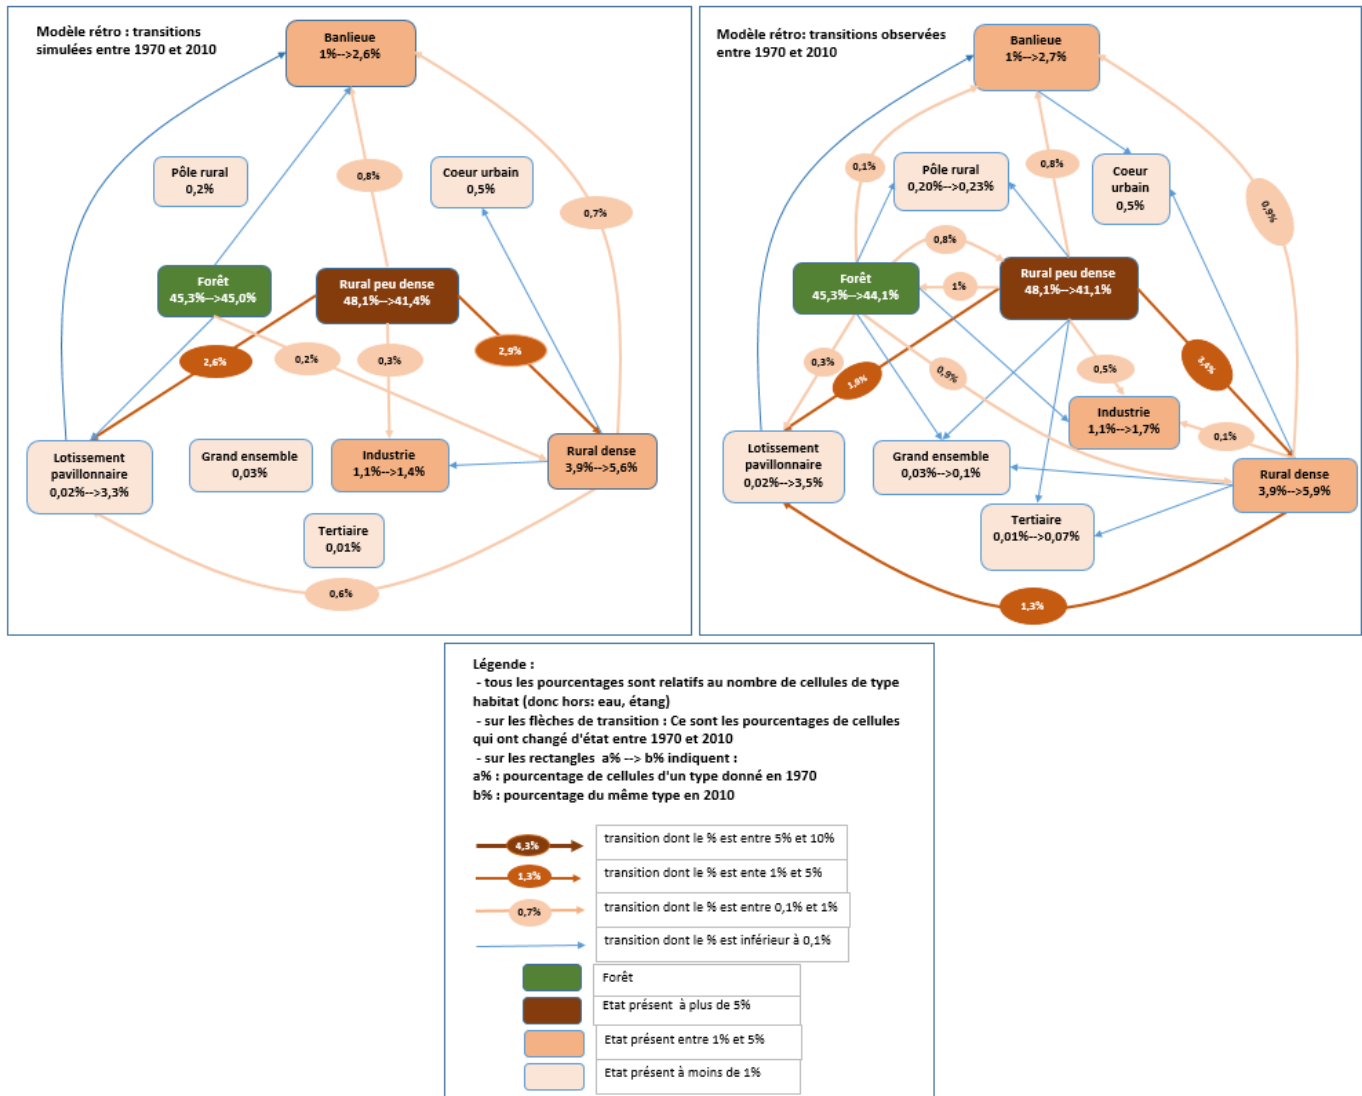 Modèle rétro : transitions
simulées entre 1970 et 2010
Banlieue
1%-->2,6%
Pôle rural
0,2%
0,8%
Coeur urbain
0,5%
0,7%
Forêt
45,3%-->45,0%
Rural peu dense
48,1%-->41,4%
2,6%
0,2%
0,3%
2,9%
Lotissement
pavillonnaire
0,02%-->3,3%
Grand ensemble
0,03%
Industrie
1,1%-->1,4%
Rural dense
3,9%-->5,6%
Tertiaire
0,01%
0,6%
Modèle rétro: transitions observées
entre 1970 et 2010
Banlieue
1%-->2,7%
0,1%
Pôle rural
0,20%-->0,23%
0,8%
Coeur
urbain
0,5%
0,9%
0,8%
Forêt
45,3%-->44,1%
1%
Rural peu dense
48,1%-->41,1%
0,3%
1,9%
0,9%
0,5%
3,4%
Industrie
1,1%-->1,7%
0,1%
Lotissement
pavillonnaire
0,02%-->3,5%
Grand ensemble
0,03%-->0,1%
Rural dense
3,9%-->5,9%
Tertiaire
0,01%-->0,07%
1,3%
Légende :
- tous les pourcentages sont relatifs au nombre de cellules de type
habitat (donc hors: eau, étang)
- sur les flèches de transition : Ce sont les pourcentages de cellules
qui ont changé d'état entre 1970 et 2010
- sur les rectangles a% --> b% indiquent :
a% : pourcentage de cellules d'un type donné en 1970
b% : pourcentage du même type en 2010
4,3%
transition dont le % est entre 5% et 10%
1,3%
transition dont le % est ente 1% et 5%
0,7%
transition dont le % est entre 0,1% et 1%
transition dont le % est inférieur à 0,1%
Forêt
Etat présent à plus de 5%
Etat présent entre 1% et 5%
Etat présent à moins de 1%